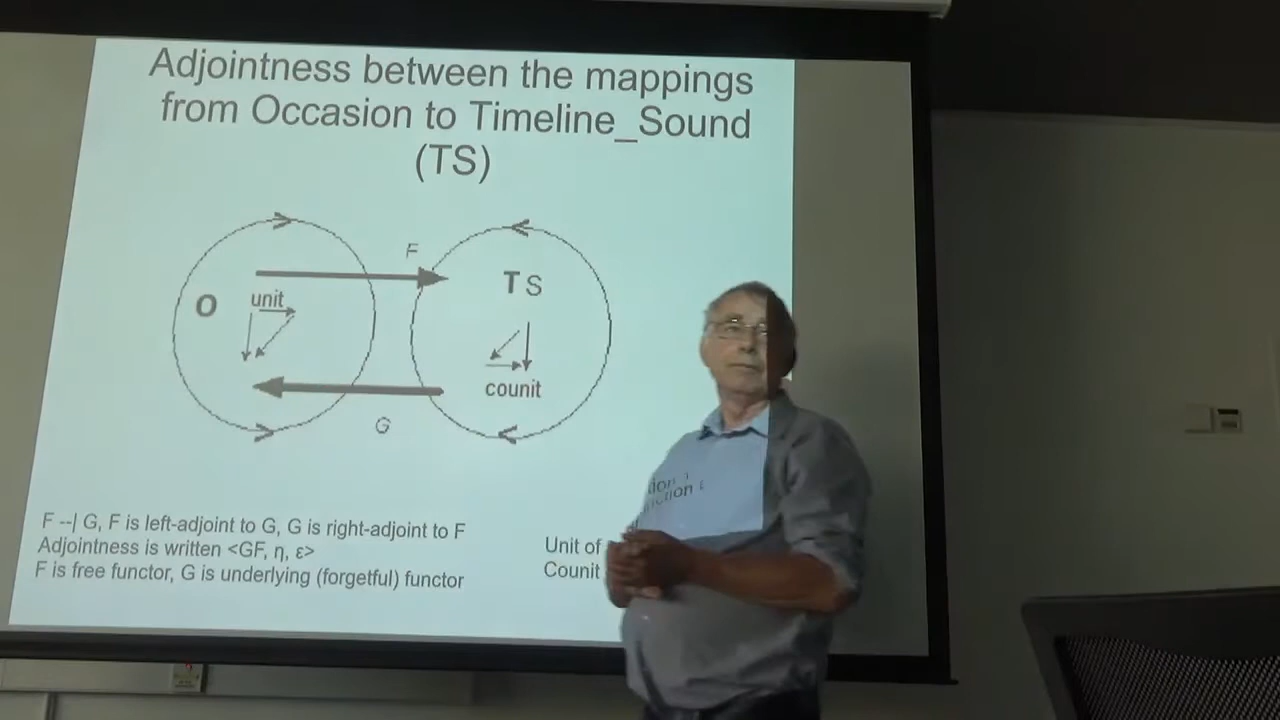 Adjointness between the mappings
from Occasion to Timeline_Sound
(TS)
F
O
unit
TS
counit
G
F --| G, F is left-adjoint to G, G is right-adjoint to F
Adjointness is written <GF, η, ε>
F is free functor, G is underlying (forgetful) functor
Unit of
Counit